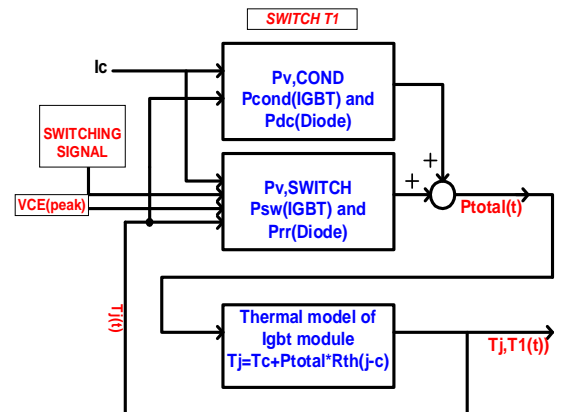 SWITCH T1
Ic
Pv,COND
Pcond(IGBT) and
Pdc(Diode)
SWITCHING
SIGNAL
VCE(peak)
Pv,SWITCH
Psw(IGBT) and
Prr(Diode)
+
+
Ptotal(t)
Tj(t)
Thermal model of
Igbt module
Tj=Tc+Ptotal*Rth(j-c)
Tj,T1(t))